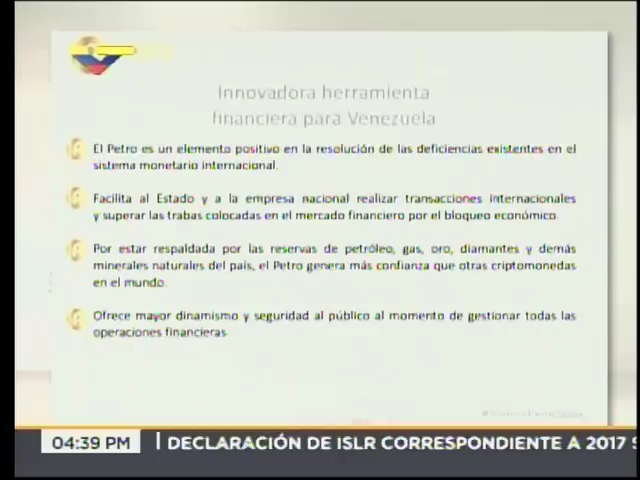 Innovadora herramienta
financiera para Venezuela
El Petro es un elemento positivo en la resolución de las deficiencias existentes en el
sistema monetario internacional.
Facilita al Estado y a la empresa nacional realizar transacciones internacionales
y superar las trabas colocadas en el mercado financiero por el bloqueo económico.
Por estar respaldada por las reservas de petróleo, gas, oro, diamantes y demás
minerales naturales del país, el Petro genera más confianza que otras criptomonedas
en el mundo.
Ofrece mayor dinamismo y seguridad al público al momento de gestionar todas las
operaciones financieras
04:39 PM | DECLARACIÓN DE ISLR CORRESPONDIENTE A 2017